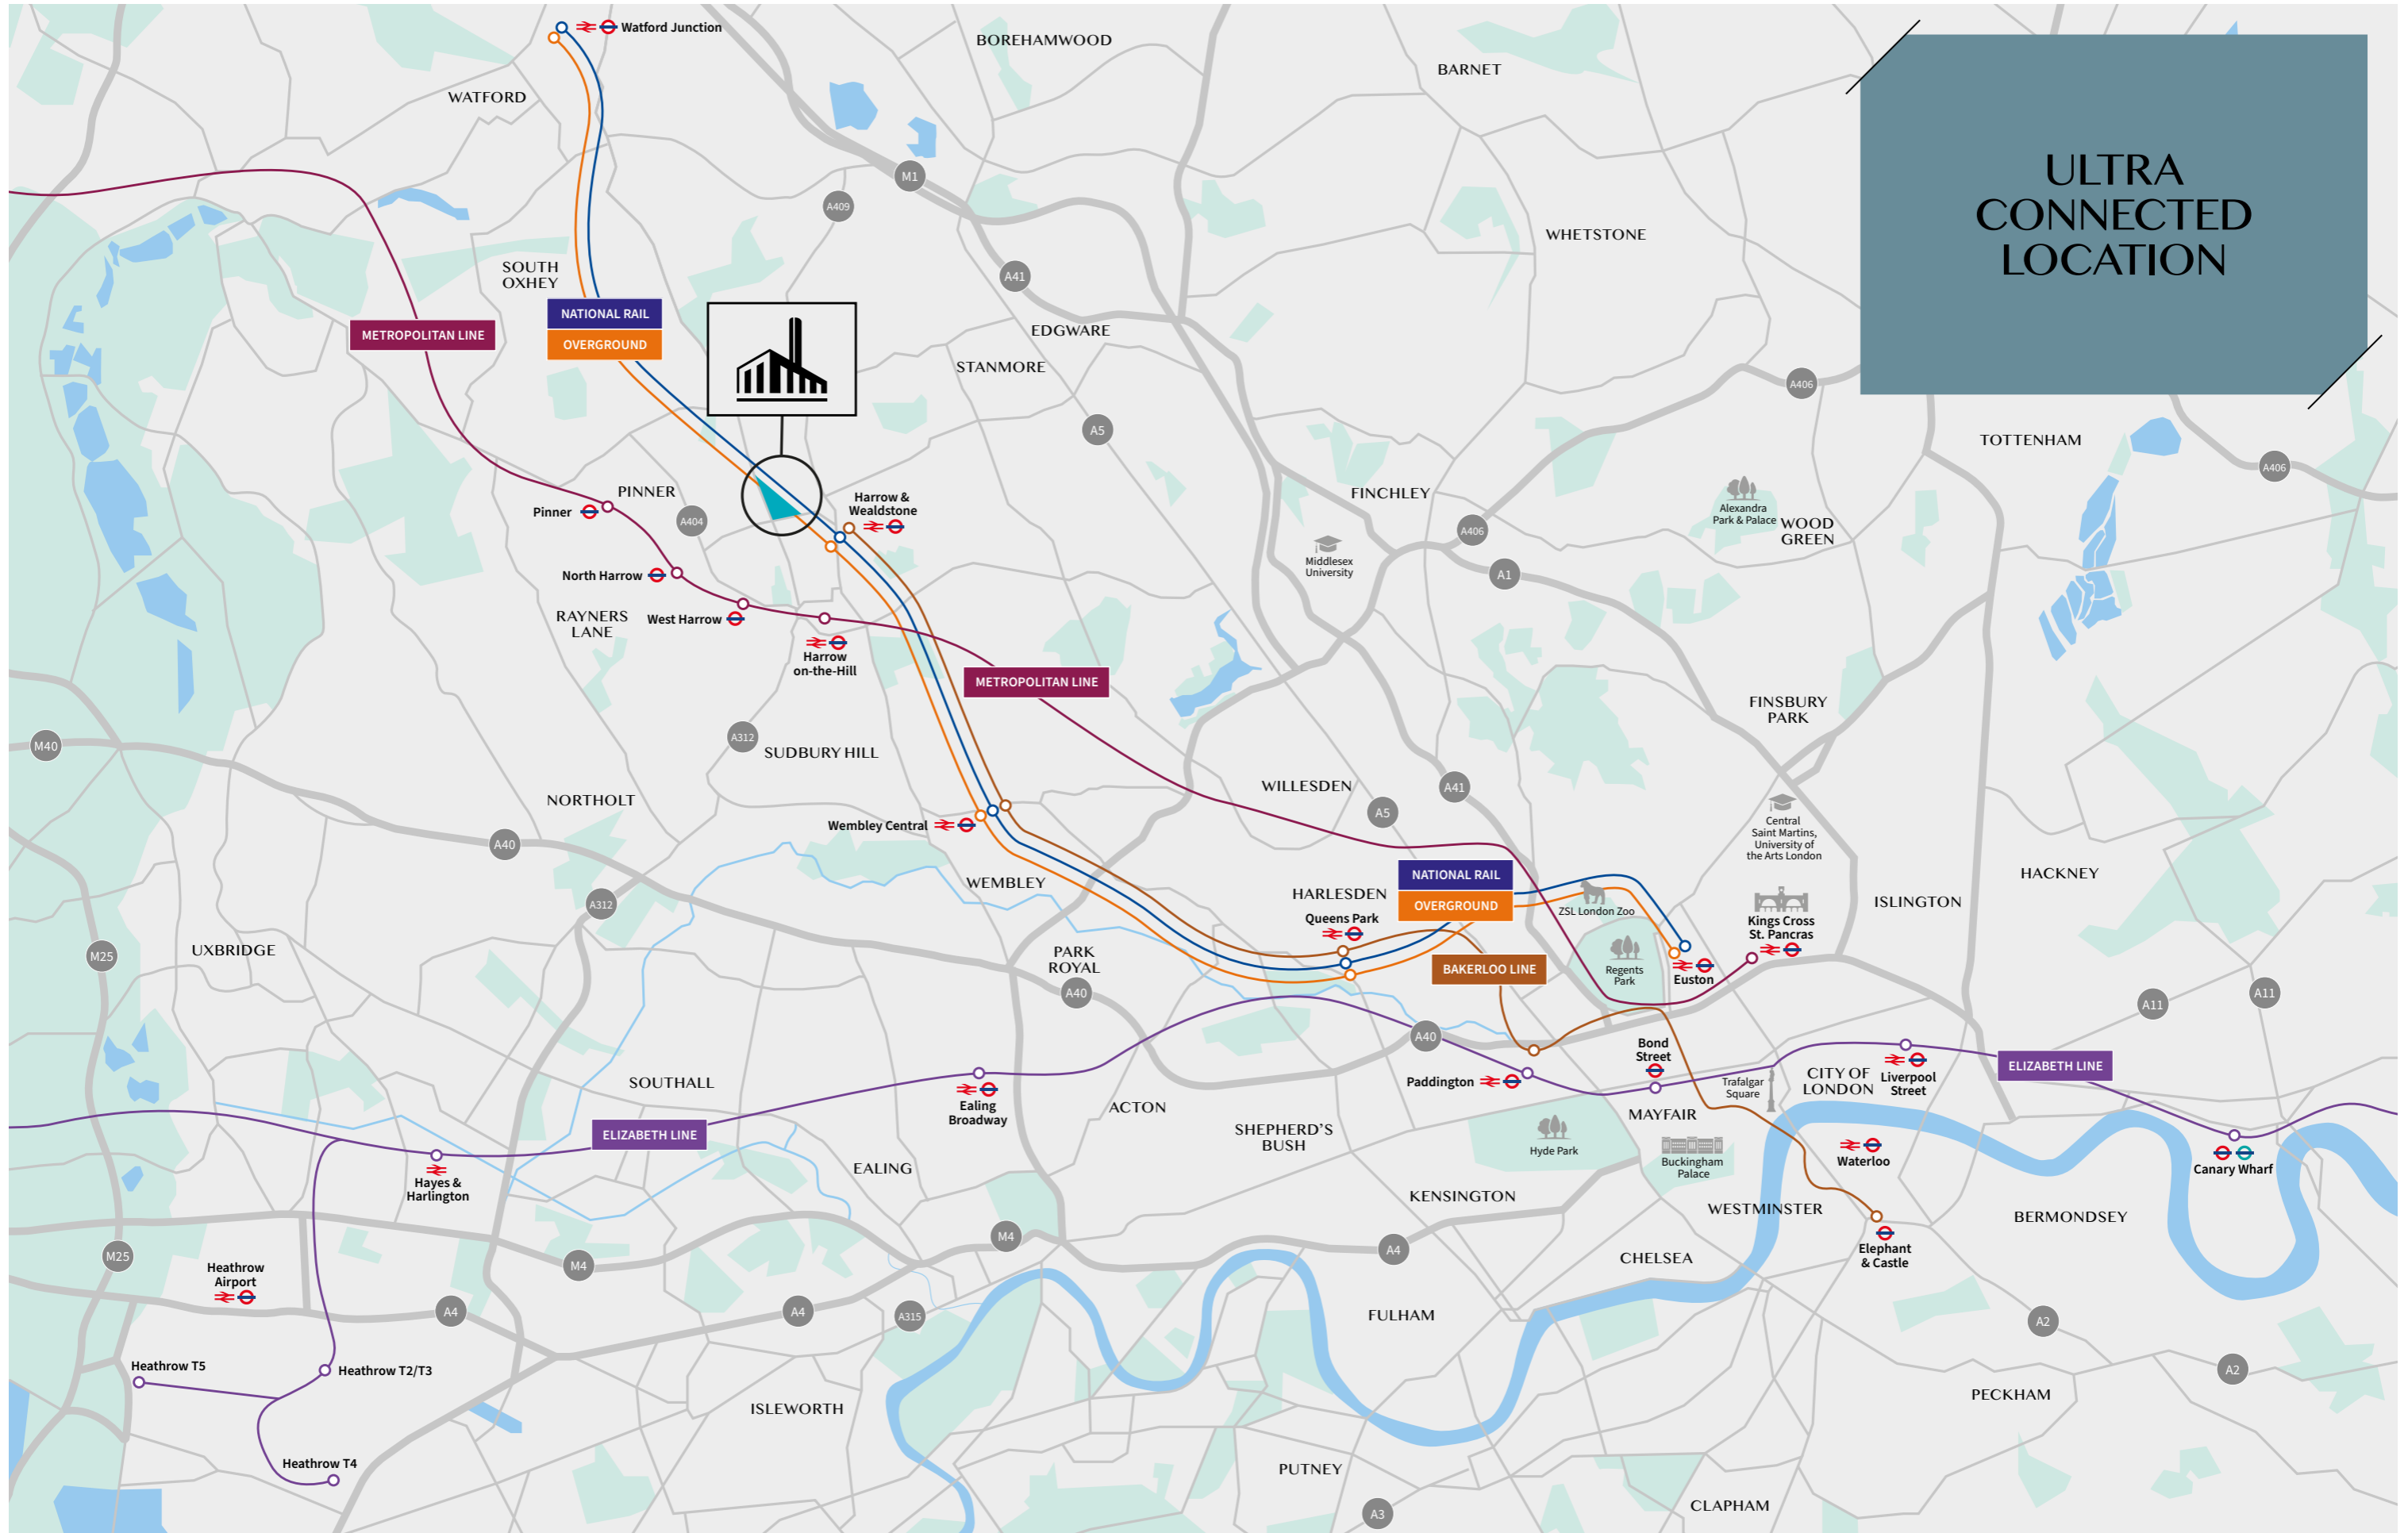 Watford Junction
BOREHAMWOOD
BARNET
WATFORD
ULTRA
CONNECTED
LOCATION
M1
A409
WHETSTONE
SOUTH
OXHEY
A41
NATIONAL RAIL
OVERGROUND
METROPOLITAN LINE
EDGWARE
STANMORE
A406
A5
TOTTENHAM
A406
PINNER
Pinner
A404
Harrow &
Wealdstone
FINCHLEY
Alexandra
Park & Palace
WOOD
GREEN
A406
Middlesex
University
A1
North Harrow
RAYNERS
LANE
West Harrow
Harrow
on-the-Hill
METROPOLITAN LINE
FINSBURY
PARK
M40
A312
SUDBURY HILL
WILLESDEN
A41
NORTHOLT
A5
Wembley Central
Central
Saint Martins,
University of
the Arts London
A40
WEMBLEY
HARLESDEN
NATIONAL RAIL
OVERGROUND
HACKNEY
A312
ISLINGTON
ZSL London Zoo
Queens Park
Kings Cross
St. Pancras
UXBRIDGE
M25
PARK
ROYAL
BAKERLOO LINE
Regents
Park
Euston
A40
A11
A11
A40
Bond
Street
SOUTHALL
Ealing
Broadway
ACTON
Paddington
Trafalgar
Square
CITY OF
LONDON
Liverpool
Street
ELIZABETH LINE
MAYFAIR
ELIZABETH LINE
SHEPHERD'S
BUSH
Hyde Park
Buckingham
Palace
Waterloo
Canary Wharf
EALING
Hayes &
Harlington
KENSINGTON
WESTMINSTER
BERMONDSEY
M25
M4
M4
A4
CHELSEA
Elephant
& Castle
Heathrow
Airport
A4
A4
A315
FULHAM
A2
Heathrow T5
Heathrow T2/T3
A2
ISLEWORTH
PECKHAM
Heathrow T4
PUTNEY
CLAPHAM
A3